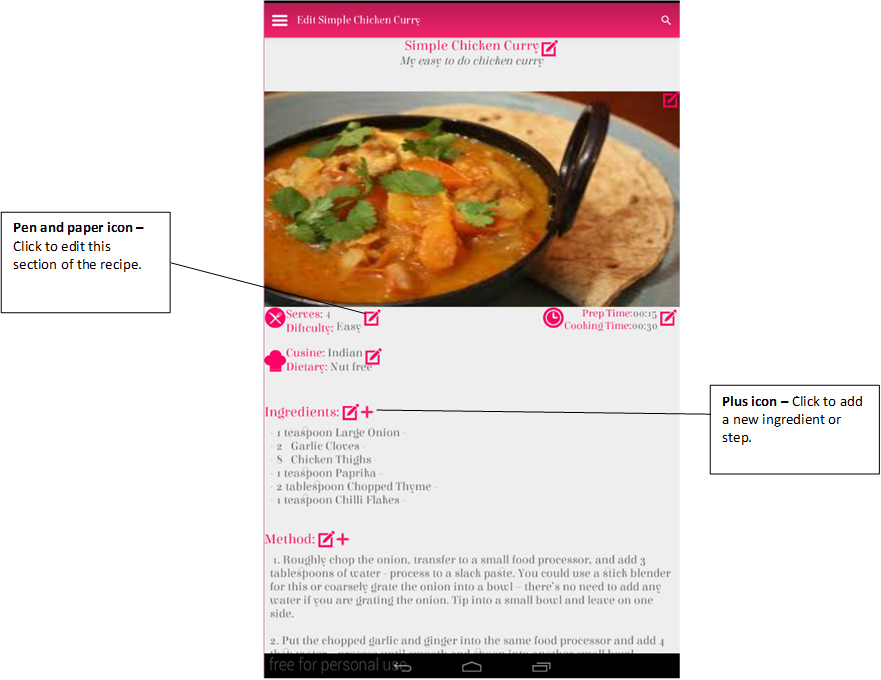 Edit Simple Chicken Curry
Simple Chicken Curry
My easy to do chicken curry
Pen and paper icon –
Click to edit this
section of the recipe.
Serves: 4
Difficulty: Easy
Prep Time:00:15
Cooking Time:00:30
Cusine: Indian
Dietary: Nut free
Plus icon – Click to add
a new ingredient or
step.
Ingredients:
- 1 teaspoon Large Onion -
- 2 Garlic Cloves -
- 8 Chicken Thighs -
- 1 teaspoon Paprika -
- 2 tablespoon Chopped Thyme -
- 1 teaspoon Chilli Flakes -
Method:
1. Roughly chop the onion, transfer to a small food processor, and add 3
tablespoons of water - process to a slack paste. You could use a stick blender
for this or coarsely grate the onion into a bowl – there's no need to add any
water if you are grating the onion. Tip into a small bowl and leave on one
side.
2. Put the chopped garlic and ginger into the same food processor and add 4
free for personal use